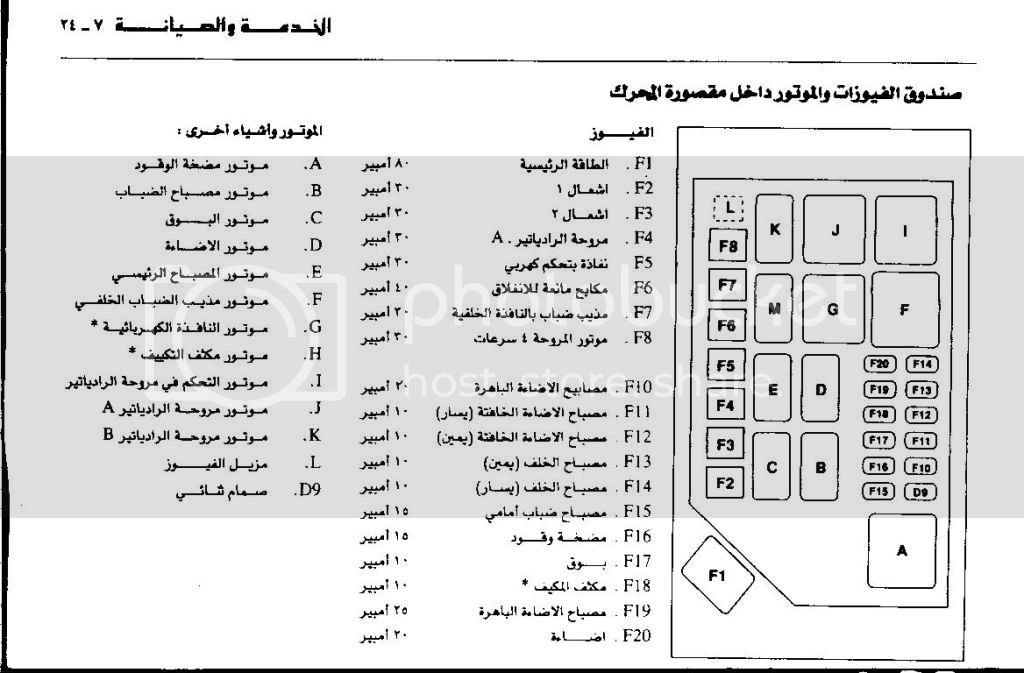 الخدمة والصيانة ٧ – ٢٤
صندوق الفيوزات والموتور داخل مقصورة المحرك
الفيوز
F1 . الطاقة الرئيسية ٨٠ أمبير
F2 . اشعال ١ ٣٠ أمبير
F3 . اشعال ٢ ٣٠ أمبير
F4 . مروحة الرادياتير . A ٣٠ أمبير
F5 نفاذة بتحكم كهربي ٣٠ أمبير
F6 . مكابح مانعة للانغلاق ٤٠ أمبير
F7 . مذيب ضباب بالنافذة الخلفية ٣٠ أمبير
F8 . موتور المروحة ٤ سرعات ٣٠ أمبير
F10 . مصابيح الاضاءة الباهرة ٢٠ أمبير
F11 . مصباح الاضاءة الخافتة (يسار) ١٠ أمبير
F12 . مصباح الاضاءة الخافتة (يمين) ١٠ أمبير
F13 . مصباح الخلف (يمين) ١٠ أمبير
F14 . مصباح الخلف (يسار) ١٠ أمبير
F15 . مصباح ضباب أمامي ١٥ أمبير
F16 . مضخة وقود ١٥ أمبير
F17 . بوق ١٠ أمبير
F18 . مكثف المكيف * ١٠ أمبير
F19 . مصباح الاضاءة الباهرة ٢٥ أمبير
F20 . اضاءة ٢٠ أمبير
الموتور وأشياء أخرى :
A. موتور مضخة الوقود
B. موتور مصباح الضباب
C. موتور البوق
D. موتور الاضاءة
E. موتور المصباح الرئيسي
F. موتور مذيب الضباب الخلفي
G. موتور النافذة الكهربائية *
H. موتور مكثف التكييف *
I. موتور التحكم في مروحة الرادياتير
J. موتور مروحة الرادياتير A
K. موتور مروحة الرادياتير B
L. مزيل الفيوز
D9. صمام ثنائي
L K J I
F8
F7 M G F
F6
F5 E D F20 F14
F4 F19 F13
F18 F12
F3 C B F17 F11
F2 F16 F10
F15 D9
F1 A
photobucket
host. store. share